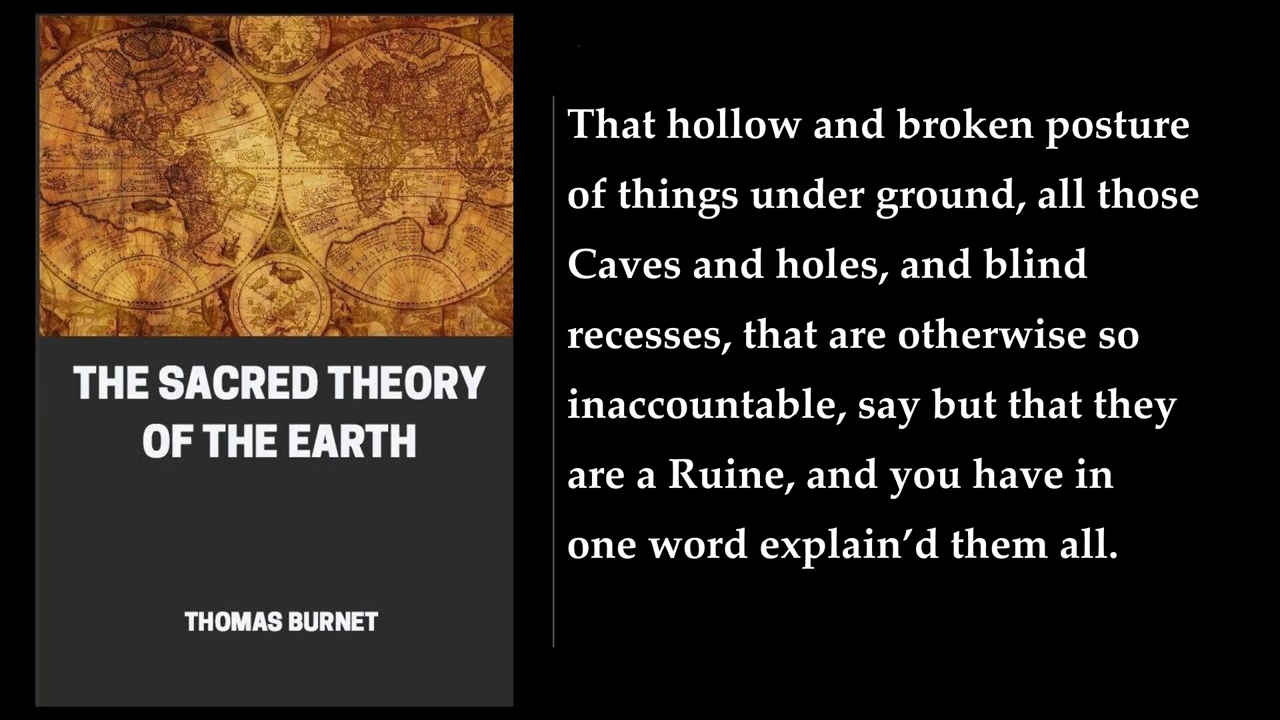 THE SACRED THEORY
OF THE EARTH
THOMAS BURNET
That hollow and broken posture
of things under ground, all those
Caves and holes, and blind
recesses, that are otherwise so
inaccountable, say but that they
are a Ruine, and you have in
one word explain’d them all.